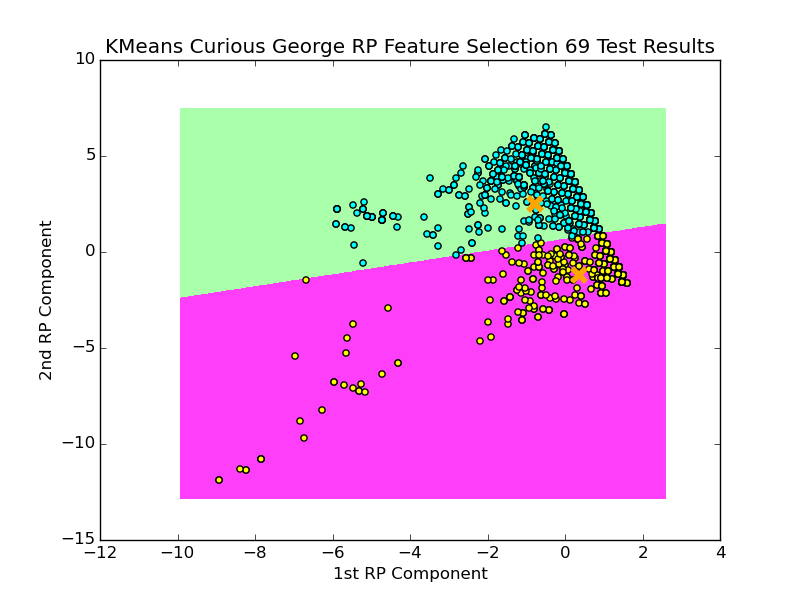 KMeans Curious George RP Feature Selection 69 Test Results
10
5
0
−5
−10
−15
2nd RP Component
−12 −10 −8 −6 −4 −2 0 2 4
1st RP Component